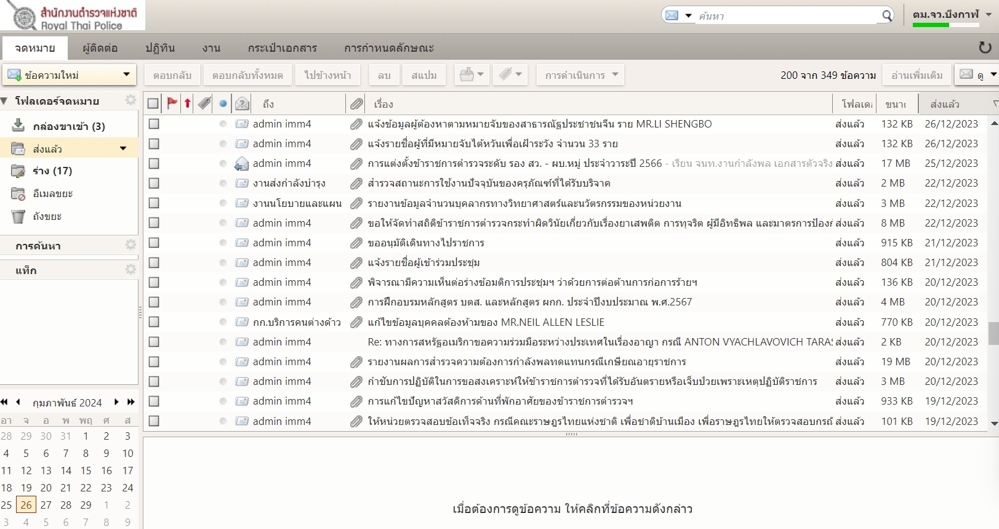 สำนักงานตำรวจแห่งชาติ
Royal Thai Police
ค้นหา
ตม.จว.บึงกาฬ
จดหมาย ผู้ติดต่อ ปฏิทิน งาน กระเป๋าเอกสาร การกำหนดลักษณะ
ข้อความใหม่ ตอบกลับ ตอบกลับทั้งหมด ไปข้างหน้า ลบ สแปม การดำเนินการ 200 จาก 349 ข้อความ อ่านเพิ่มเติม ดู
โฟลเดอร์จดหมาย
กล่องขาเข้า (3)
ส่งแล้ว
ร่าง (17)
อีเมลขยะ
ถังขยะ
การค้นหา
แท็ก
ถึง เรื่อง โฟลเด ขนา ส่งแล้ว
admin imm4 แจ้งข้อมูลผู้ต้องหาตามหมายจับของสาธารณัฐประชาชนจีน ราย MR.LI SHENGBO ส่งแล้ว 132 KB 26/12/2023
admin imm4 แจ้งรายชื่อผู้ที่มีหมายจับไต้หวันเพื่อเฝ้าระวัง จำนวน 33 ราย ส่งแล้ว 132 KB 26/12/2023
admin imm4 การแต่งตั้งข้าราชการตำรวจระดับ รอง สว. - ผบ.หมู่ ประจำวาระปี 2566 - เรียน จนท.งานกำลังพล เอกสารตัวจริง ส่งแล้ว 17 MB 25/12/2023
งานส่งกำลังบำรุง สำรวจสถานะการใช้งานปัจจุบันของครุภัณฑ์ที่ได้รับบริจาค ส่งแล้ว 2 MB 22/12/2023
งานนโยบายและแผน รายงานข้อมูลจำนวนบุคลากรทางวิทยาศาสตร์และนวัตรกรรมของหน่วยงาน ส่งแล้ว 3 MB 22/12/2023
admin imm4 ขอให้จัดทำสถิติข้าราชการตำรวจกระทำผิดวินัยเกี่ยวกับเรื่องยาเสพติด การทุจริต ผู้มีอิทธิพล และมาตรการป้องก ส่งแล้ว 8 MB 22/12/2023
admin imm4 ขออนุมัติเดินทางไปราชการ ส่งแล้ว 915 KB 21/12/2023
admin imm4 แจ้งรายชื่อผู้เข้าร่วมประชุม ส่งแล้ว 804 KB 21/12/2023
admin imm4 พิจารณามีความเห็นต่อร่างข้อมติการประชุมฯ ว่าด้วยการต่อต้านการก่อการร้ายฯ ส่งแล้ว 136 KB 20/12/2023
admin imm4 การฝึกอบรมหลักสูตร บตส. และหลักสูตร ผกก. ประจำปีงบประมาณ พ.ศ.2567 ส่งแล้ว 4 MB 20/12/2023
กก.บริการคนต่างด้าว แก้ไขข้อมูลบุคคลต้องห้ามของ MR.NEIL ALLEN LESLIE ส่งแล้ว 770 KB 20/12/2023
admin imm4 Re: ทางการสหรัฐอเมริกาขอความร่วมมือระหว่างประเทศในเรื่องอาญา กรณี ANTON VYACHLAVOVICH TARAS ส่งแล้ว 2 KB 20/12/2023
admin imm4 รายงานผลการสำรวจความต้องการกำลังพลทดแทนกรณีเกษียณอายุราชการ ส่งแล้ว 19 MB 20/12/2023
admin imm4 กำชับการปฏิบัติในการขอสงเคราะห์ให้ข้าราชการตำรวจที่ได้รับอันตรายหรือเจ็บป่วยเพราะเหตุปฏิบัติราชการ ส่งแล้ว 3 MB 20/12/2023
admin imm4 การแก้ไขปัญหาสวัสดิการด้านที่พักอาศัยของข้าราชการตำรวจฯ ส่งแล้ว 933 KB 19/12/2023
admin imm4 ให้หน่วยตรวจสอบข้อเท็จจริง กรณีคณะราษฎรไทยแห่งชาติ เพื่อชาติบ้านเมือง เพื่อราษฎรไทยให้ตรวจสอบกรณี ส่งแล้ว 101 KB 19/12/2023
กุมภาพันธ์ 2024
อา จ อ พ พฤ ศ ส
28 29 30 31 1 2 3
4 5 6 7 8 9 10
11 12 13 14 15 16 17
18 19 20 21 22 23 24
25 26 27 28 29 1 2
3 4 5 6 7 8 9
เมื่อต้องการดูข้อความ ให้คลิกที่ข้อความดังกล่าว